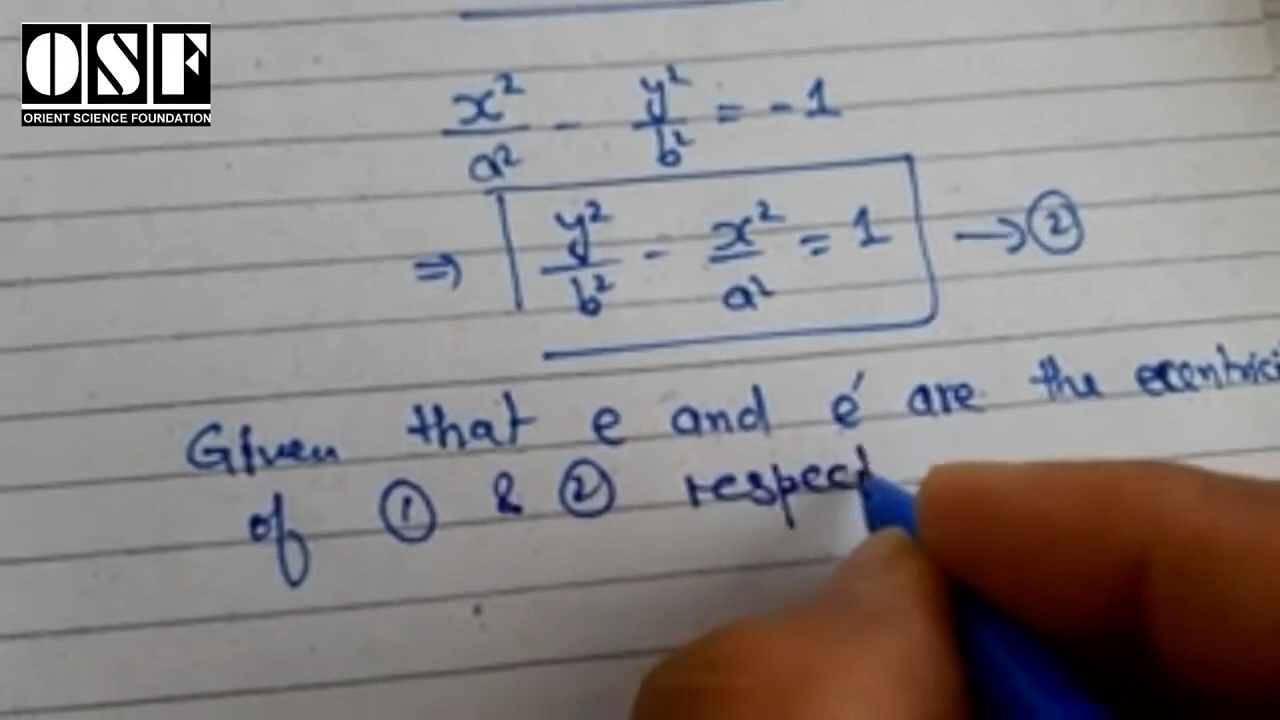 OSF
ORIENT SCIENCE FOUNDATION
x²/a² - y²/b² = -1
⇒ y²/b² - x²/a² = 1 → ②
Given that e and e' are the
of ① & ② respect